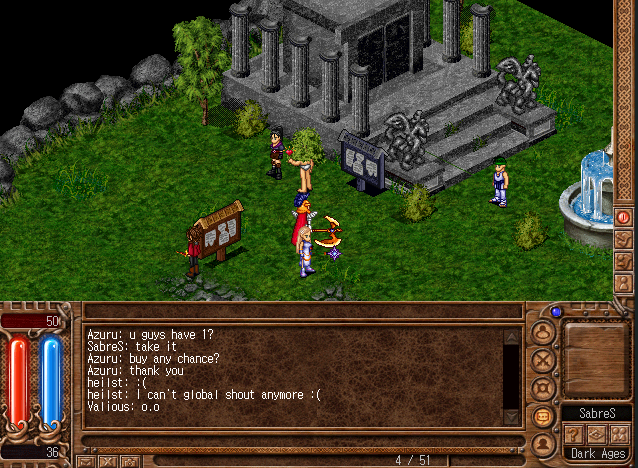 50
Azuru: u guys have 1?
SabreS: take it
Azuru: buy any chance?
Azuru: thank you
heilst: :(
heilst: I can't global shout anymore :(
Valious: o.o
36
SabreS
?
Dark Ages
4 / 51